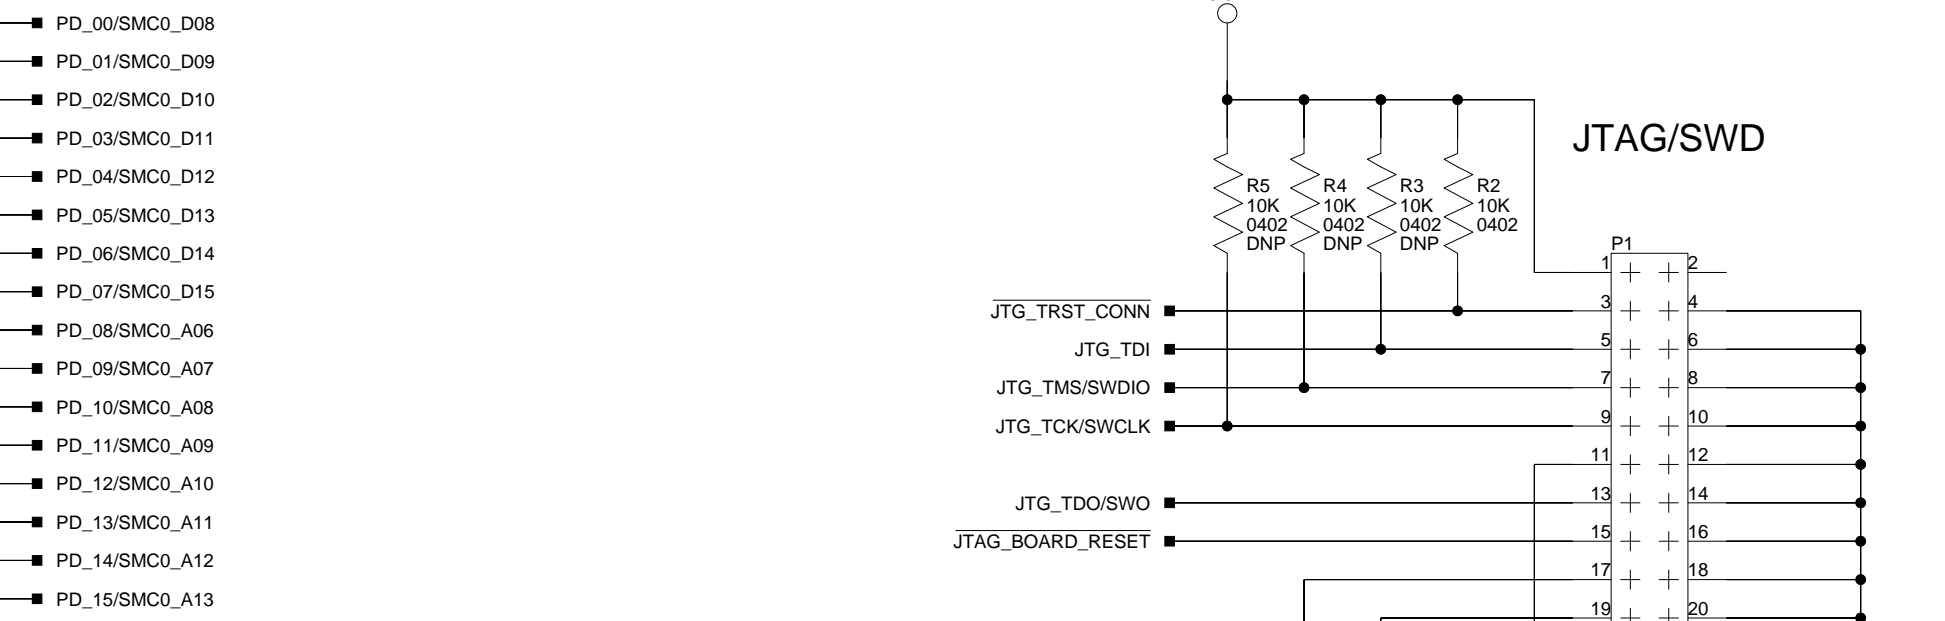 PD_00/SMC0_D08
PD_01/SMC0_D09
PD_02/SMC0_D10
PD_03/SMC0_D11
PD_04/SMC0_D12
PD_05/SMC0_D13
PD_06/SMC0_D14
PD_07/SMC0_D15
PD_08/SMC0_A06
PD_09/SMC0_A07
PD_10/SMC0_A08
PD_11/SMC0_A09
PD_12/SMC0_A10
PD_13/SMC0_A11
PD_14/SMC0_A12
PD_15/SMC0_A13
JTAG/SWD
R5
10K
0402
DNP
R4
10K
0402
DNP
R3
10K
0402
DNP
R2
10K
0402
P1
1 2
JTG_TRST_CONN 3 4
JTG_TDI 5 6
JTG_TMS/SWDIO 7 8
JTG_TCK/SWCLK 9 10
11 12
JTG_TDO/SWO 13 14
JTAG_BOARD_RESET 15 16
17 18
19 20